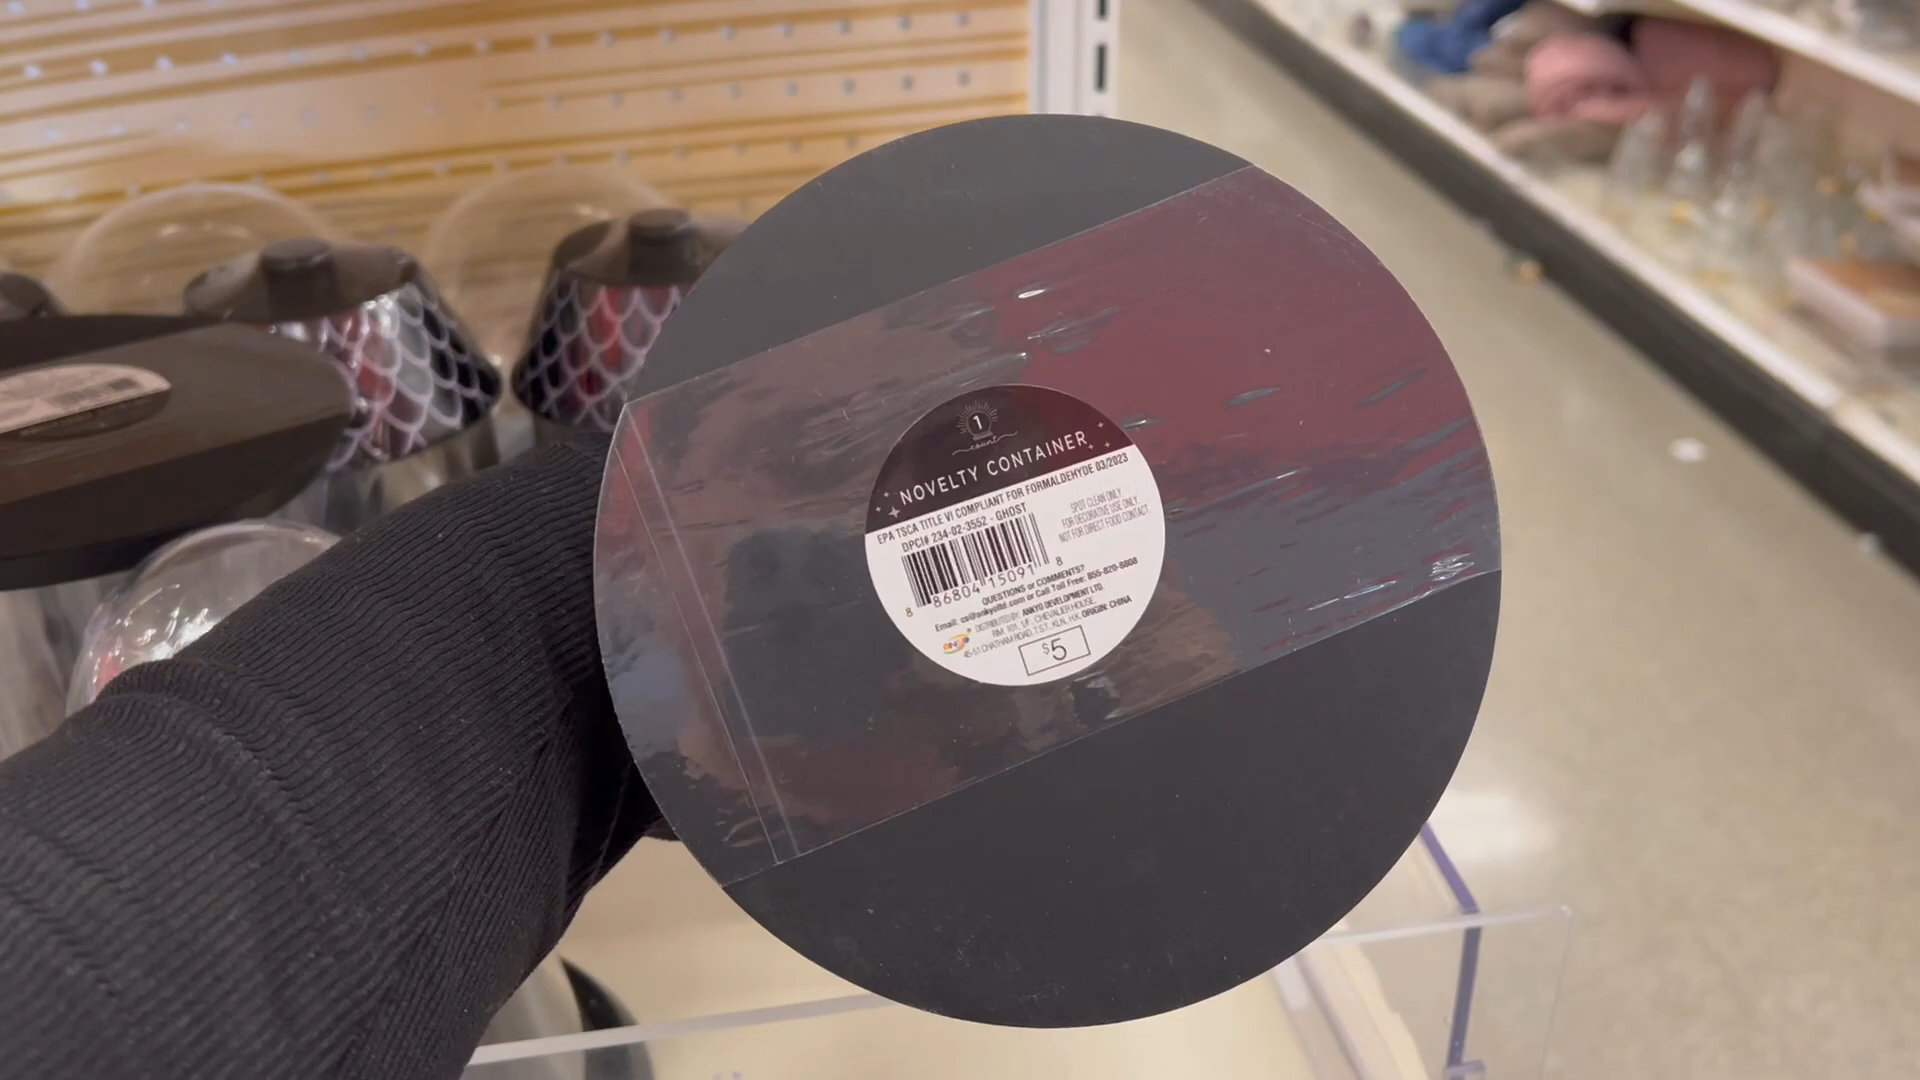 1
count
NOVELTY CONTAINER
EPA TSCA TITLE VI COMPLIANT FOR FORMALDEHYDE 03/2023
DPCI# 234-02-3552 - GHOST
SPOT CLEAN ONLY.
FOR DECORATIVE USE ONLY.
NOT FOR DIRECT FOOD CONTACT.
8 86804 15091 8
QUESTIONS or COMMENTS?
Email: cs@ankyoltd.com or Call Toll Free: 855-820-8808
DISTRIBUTED BY: ANKYO DEVELOPMENT LTD.
RM. 101, 1/F., CHEVALIER HOUSE,
45-51 CHATHAM ROAD, T.S.T., KLN., H.K. ORIGIN: CHINA
$5